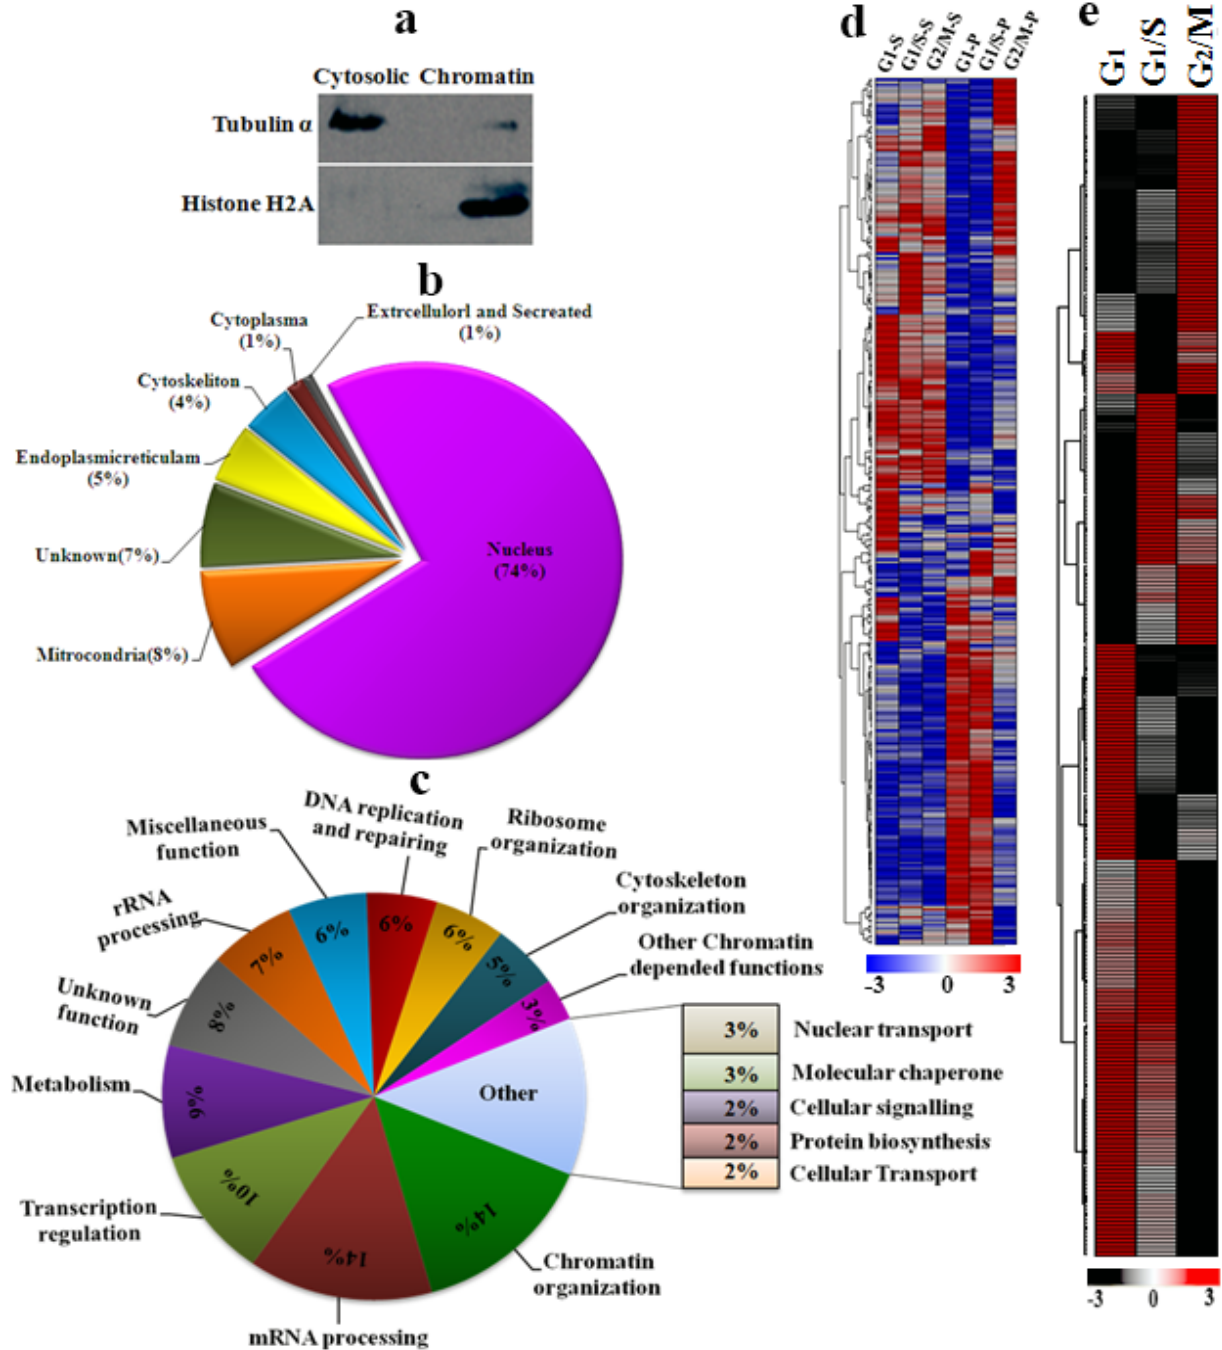 a
Cytosolic Chromatin
Tubulin α
Histone H2A
b
Extrcellulorl and Secreated
(1%)
Cytoplasma
(1%)
Cytoskeliton
(4%)
Endoplasmicreticulam
(5%)
Unknown(7%)
Mitrocondria(8%)
Nucleus
(74%)
c
DNA replication
and repairing
Ribosome
organization
Miscellaneous
function
Cytoskeleton
organization
rRNA
processing
Other Chromatin
depended functions
Unknown
function
Metabolism
Transcription
regulation
mRNA processing
Chromatin
organization
6%
6%
5%
3%
Other
14%
14%
10%
9%
8%
7%
6%
3% Nuclear transport
3% Molecular chaperone
2% Cellular signalling
2% Protein biosynthesis
2% Cellular Transport
d
G1-S
G1/S-S
G2/M-S
G1-P
G1/S-P
G2/M-P
-3 0 3
e
G1
G1/S
G2/M
-3 0 3